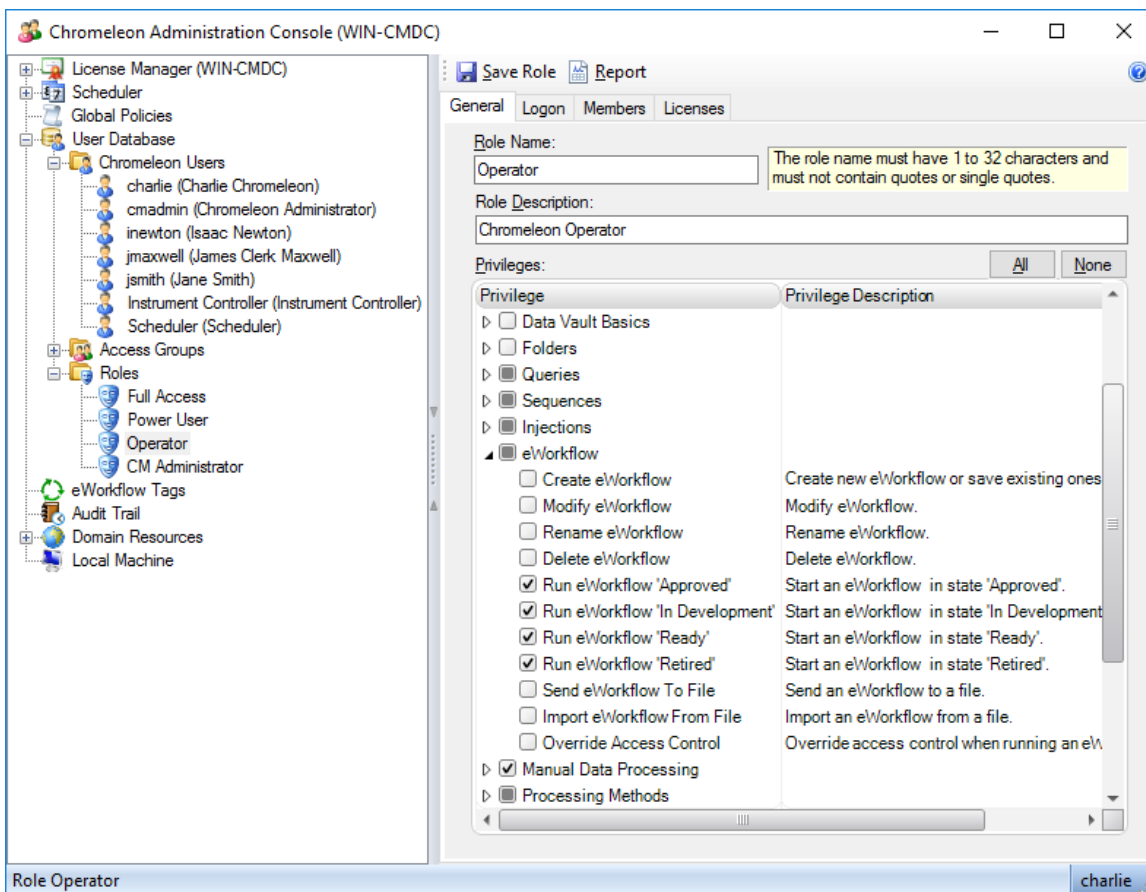 Chromeleon Administration Console (WIN-CMDC)
License Manager (WIN-CMDC)
Scheduler
Global Policies
User Database
Chromeleon Users
charlie (Charlie Chromeleon)
cmadmin (Chromeleon Administrator)
inewton (Isaac Newton)
jmaxwell (James Clerk Maxwell)
jsmith (Jane Smith)
Instrument Controller (Instrument Controller)
Scheduler (Scheduler)
Access Groups
Roles
Full Access
Power User
Operator
CM Administrator
eWorkflow Tags
Audit Trail
Domain Resources
Local Machine
Save Role Report
General Logon Members Licenses
Role Name:
Operator
The role name must have 1 to 32 characters and
must not contain quotes or single quotes.
Role Description:
Chromeleon Operator
Privileges: All None
Privilege Privilege Description
Data Vault Basics
Folders
Queries
Sequences
Injections
eWorkflow
Create eWorkflow Create new eWorkflow or save existing ones
Modify eWorkflow Modify eWorkflow.
Rename eWorkflow Rename eWorkflow.
Delete eWorkflow Delete eWorkflow.
Run eWorkflow 'Approved' Start an eWorkflow in state 'Approved'.
Run eWorkflow 'In Development' Start an eWorkflow in state 'In Development
Run eWorkflow 'Ready' Start an eWorkflow in state 'Ready'.
Run eWorkflow 'Retired' Start an eWorkflow in state 'Retired'.
Send eWorkflow To File Send an eWorkflow to a file.
Import eWorkflow From File Import an eWorkflow from a file.
Override Access Control Override access control when running an eW
Manual Data Processing
Processing Methods
Role Operator charlie